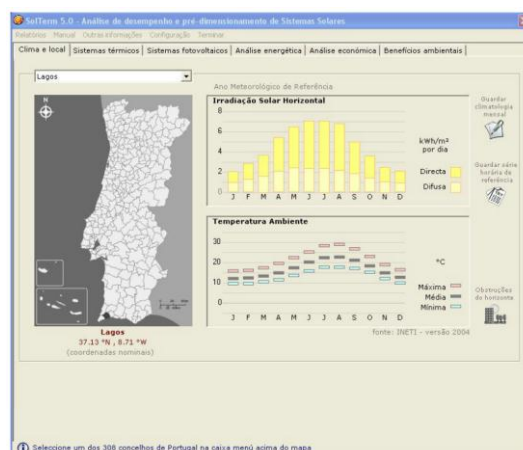 SolTerm 5.0 - Análise de desempenho e pré-dimensionamento de Sistemas Solares
Relatórios Manual Outras informações Configuração Terminar
Clima e local Sistemas térmicos Sistemas fotovoltaicos Análise energética Análise económica Benefícios ambientais
Lagos
Ano Meteorológico de Referência
Irradiação Solar Horizontal
8
6
4
2
0
J F M A M J J A S O N D
kWh/m²
por dia
Directa
Difusa
Guardar
climatologia
mensal
Guardar série
horária de
referência
Temperatura Ambiente
30
20
10
0
J F M A M J J A S O N D
°C
Máxima
Média
Mínima
Obstruções
do horizonte
fonte: INETI - versão 2004
N
Lagos
37.13 °N , 8.71 °W
(coordenadas nominais)
Seleccione um dos 308 concelhos de Portugal na caixa menú acima do mapa